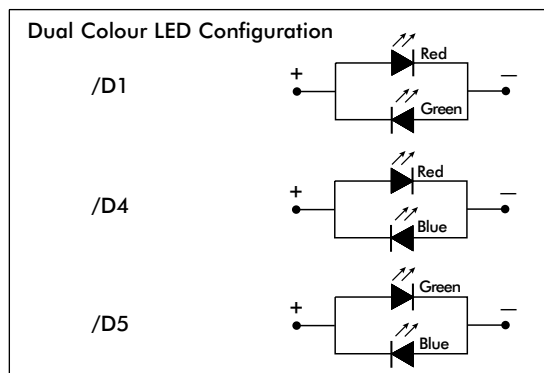 Dual Colour LED Configuration
/D1
+
Red
Green
—
/D4
+
Red
Blue
—
/D5
+
Green
Blue
—